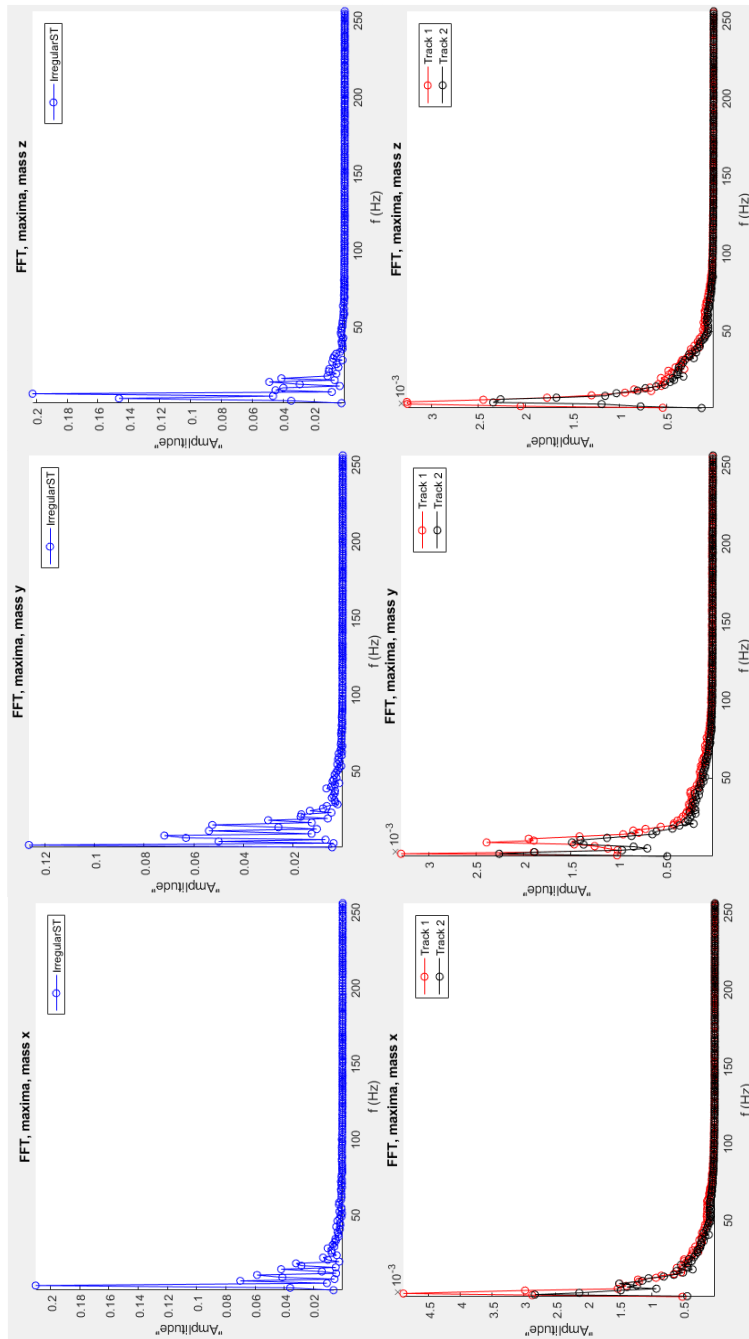 FFT, maxima, mass x
IrregularST
"Amplitude"
0.2
0.18
0.16
0.14
0.12
0.1
0.08
0.06
0.04
0.02
50 100 150 200 250
f (Hz)
FFT, maxima, mass y
IrregularST
"Amplitude"
0.12
0.1
0.08
0.06
0.04
0.02
50 100 150 200 250
f (Hz)
FFT, maxima, mass z
IrregularST
"Amplitude"
0.2
0.18
0.16
0.14
0.12
0.1
0.08
0.06
0.04
0.02
50 100 150 200 250
f (Hz)
FFT, maxima, mass x
×10⁻³
Track 1
Track 2
"Amplitude"
4.5
4
3.5
3
2.5
2
1.5
1
0.5
50 100 150 200 250
f (Hz)
FFT, maxima, mass y
×10⁻³
Track 1
Track 2
"Amplitude"
3
2.5
2
1.5
1
0.5
50 100 150 200 250
f (Hz)
FFT, maxima, mass z
×10⁻³
Track 1
Track 2
"Amplitude"
3
2.5
2
1.5
1
0.5
50 100 150 200 250
f (Hz)